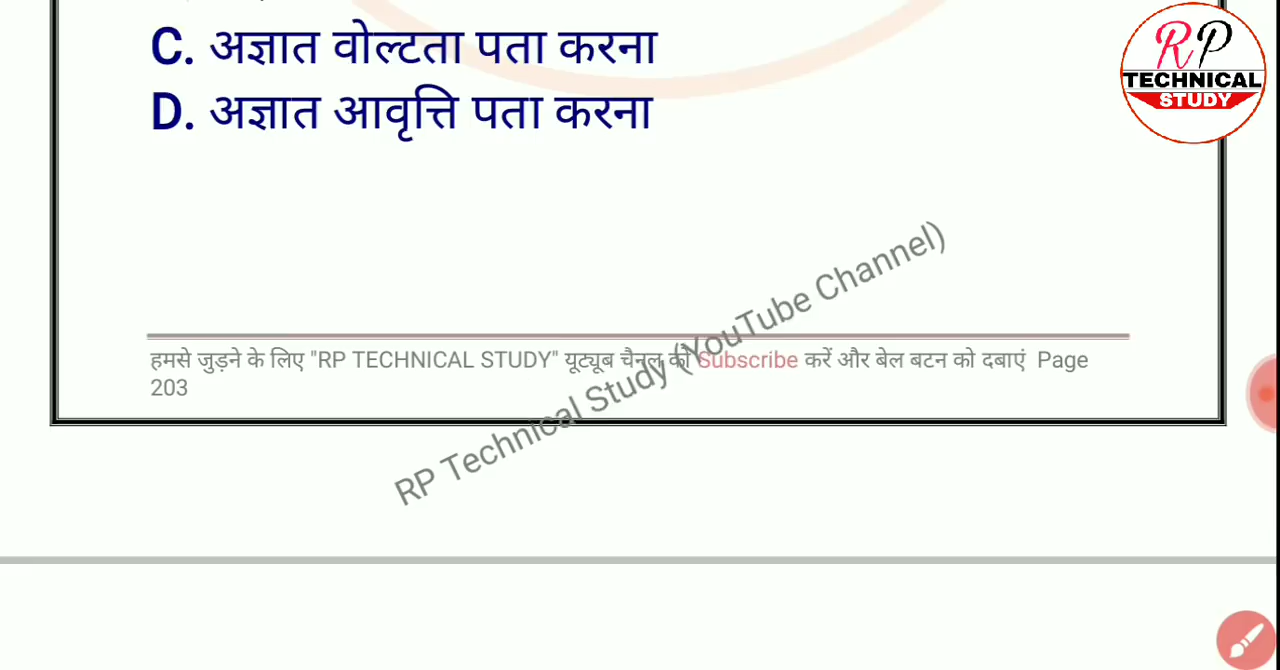 C. अज्ञात वोल्टता पता करना
D. अज्ञात आवृत्ति पता करना
RP
TECHNICAL
STUDY
RP Technical Study (YouTube Channel)
हमसे जुड़ने के लिए "RP TECHNICAL STUDY" यूट्यूब चैनल को Subscribe करें और बेल बटन को दबाएं Page
203